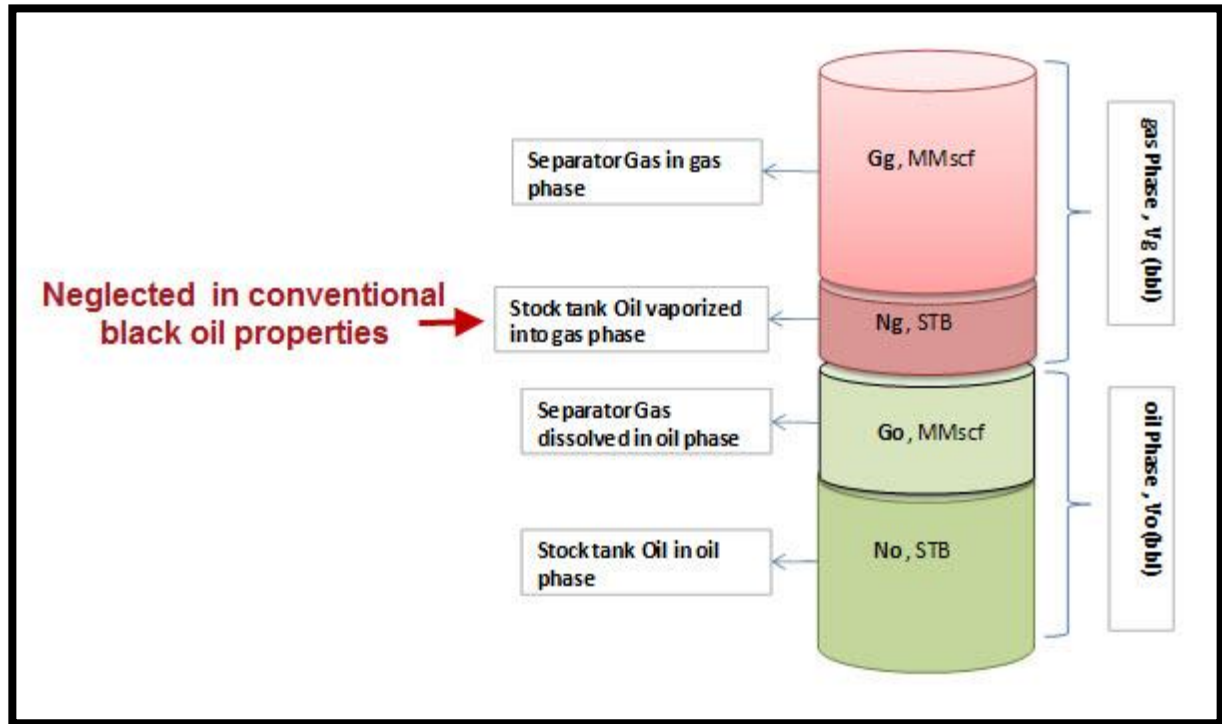 Separator Gas in gas
phase
Gg, MMscf
gas Phase , Vg (bbl)
Neglected in conventional
black oil properties
Stock tank Oil vaporized
into gas phase
Ng, STB
Separator Gas
dissolved in oil phase
Go, MMscf
oil Phase , Vo (bbl)
Stock tank Oil in oil
phase
No, STB